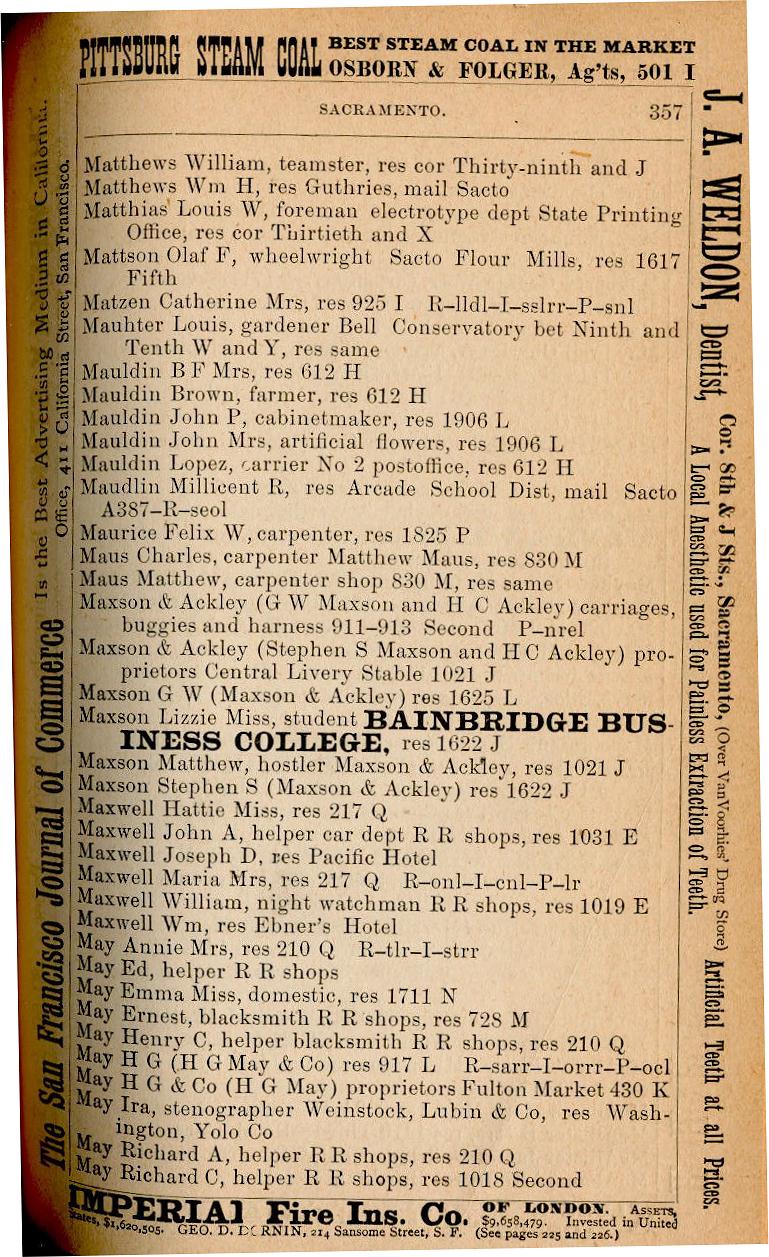 PITTSBURG STEAM COAL BEST STEAM COAL IN THE MARKET
OSBORN & FOLGER, Ag'ts, 501 I
SACRAMENTO. 357
Matthews William, teamster, res cor Thirty-ninth and J
Matthews Wm H, res Guthries, mail Sacto
Matthias Louis W, foreman electrotype dept State Printing
Office, res cor Thirtieth and X
Mattson Olaf F, wheelwright Sacto Flour Mills, res 1617
Fifth
Matzen Catherine Mrs, res 925 I R-lldl-I-sslrr-P-snl
Mauhter Louis, gardener Bell Conservatory bet Ninth and
Tenth W and Y, res same
Mauldin B F Mrs, res 612 H
Mauldin Brown, farmer, res 612 H
Mauldin John P, cabinetmaker, res 1906 L
Mauldin John Mrs, artificial flowers, res 1906 L
Mauldin Lopez, carrier No 2 postoffice, res 612 H
Maudlin Millicent R, res Arcade School Dist, mail Sacto
A387-R-seol
Maurice Felix W, carpenter, res 1825 P
Maus Charles, carpenter Matthew Maus, res 830 M
Maus Matthew, carpenter shop 830 M, res same
Maxson & Ackley (G W Maxson and H C Ackley) carriages,
buggies and harness 911-913 Second P-nrel
Maxson & Ackley (Stephen S Maxson and H C Ackley) pro-
prietors Central Livery Stable 1021 J
Maxson G W (Maxson & Ackley) res 1625 L
Maxson Lizzie Miss, student BAINBRIDGE BUS-
INESS COLLEGE, res 1622 J
Maxson Matthew, hostler Maxson & Ackley, res 1021 J
Maxson Stephen S (Maxson & Ackley) res 1622 J
Maxwell Hattie Miss, res 217 Q
Maxwell John A, helper car dept R R shops, res 1031 E
Maxwell Joseph D, res Pacific Hotel
Maxwell Maria Mrs, res 217 Q R-onl-I-cnl-P-lr
Maxwell William, night watchman R R shops, res 1019 E
Maxwell Wm, res Ebner's Hotel
May Annie Mrs, res 210 Q R-tlr-I-strr
May Ed, helper R R shops
May Emma Miss, domestic, res 1711 N
May Ernest, blacksmith R R shops, res 728 M
May Henry C, helper blacksmith R R shops, res 210 Q
May H G (H G May & Co) res 917 L R-sarr-I-orrr-P-ocl
May H G & Co (H G May) proprietors Fulton Market 430 K
May Ira, stenographer Weinstock, Lubin & Co, res Wash-
ington, Yolo Co
May Richard A, helper R R shops, res 210 Q
May Richard C, helper R R shops, res 1018 Second
IMPERIAL Fire Ins. Co. OF LONDON. ASSETS,
$9,658,479. Invested in United
States, $1,620,505. GEO. D. DORNIN, 214 Sansome Street, S. F. (See pages 225 and 226.)
The San Francisco Journal of Commerce Is the Best Advertising Medium in California.
Office, 411 California Street, San Francisco.
J. A. WELDON, Dentist, Cor. 8th & J Sts., Sacramento, (Over VanVoorhies' Drug Store) Artificial Teeth at all Prices.
A Local Anesthetic used for Painless Extraction of Teeth.